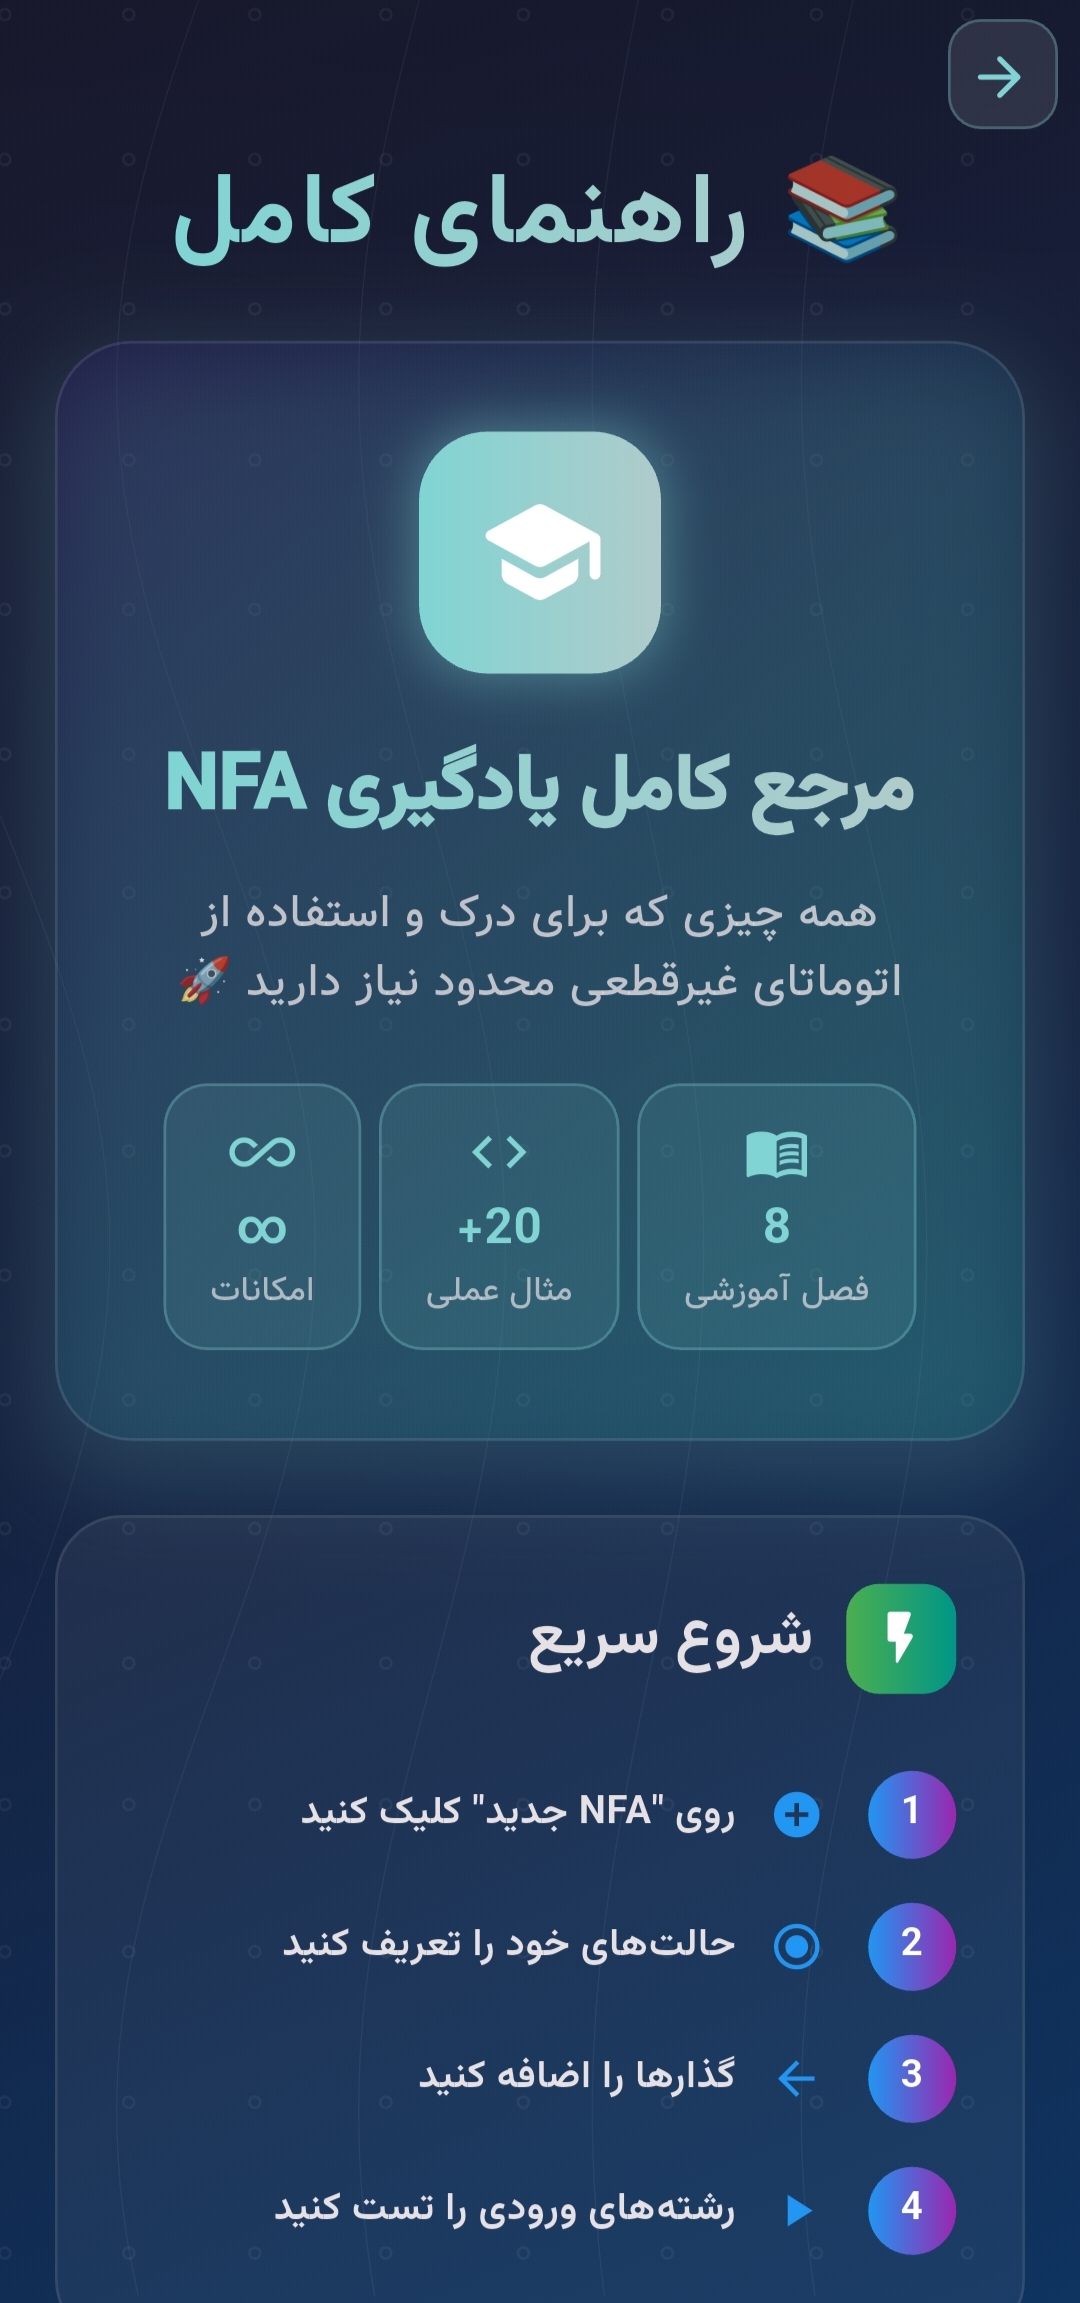 📚 راهنمای کامل
مرجع کامل یادگیری NFA
همه چیزی که برای درک و استفاده از
اتوماتای غیرقطعی محدود نیاز دارید 🚀
8
فصل آموزشی
20+
مثال عملی
∞
امکانات
شروع سریع
1
روی "NFA جدید" کلیک کنید
2
حالت‌های خود را تعریف کنید
3
گذارها را اضافه کنید
4
رشته‌های ورودی را تست کنید